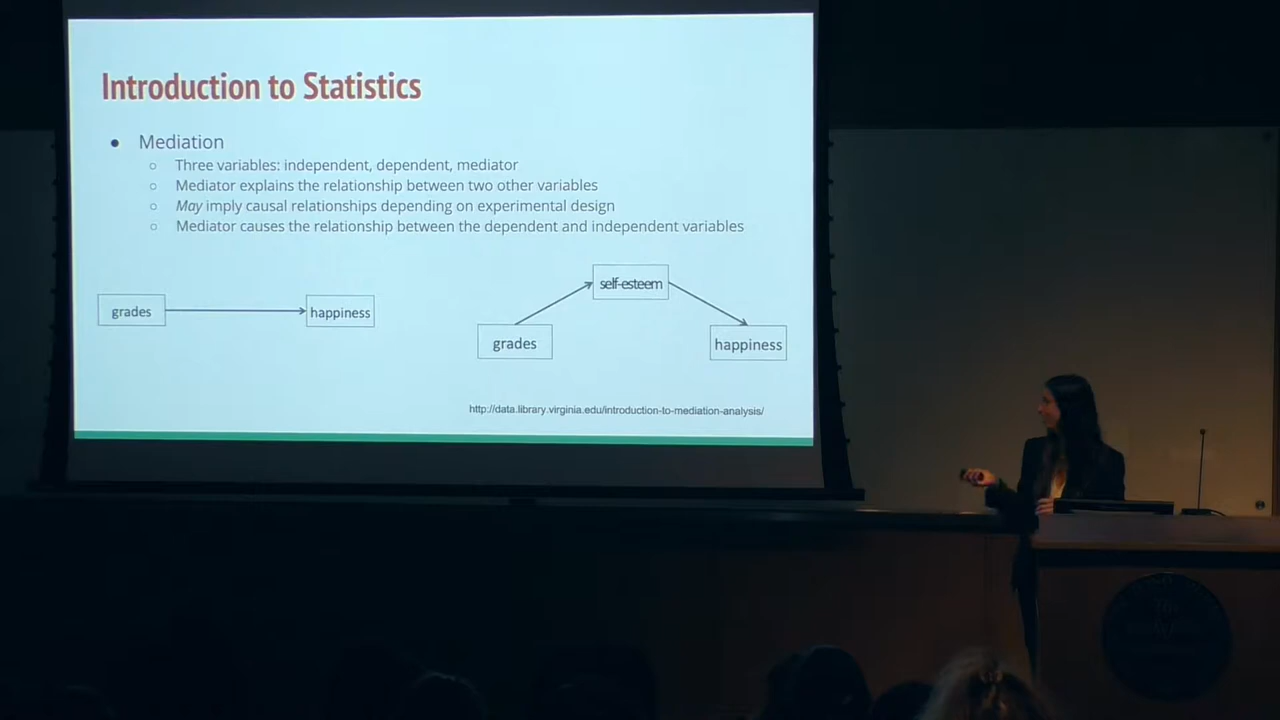 Introduction to Statistics
● Mediation
○ Three variables: independent, dependent, mediator
○ Mediator explains the relationship between two other variables
○ May imply causal relationships depending on experimental design
○ Mediator causes the relationship between the dependent and independent variables
grades
happiness
self-esteem
grades
happiness
http://data.library.virginia.edu/introduction-to-mediation-analysis/